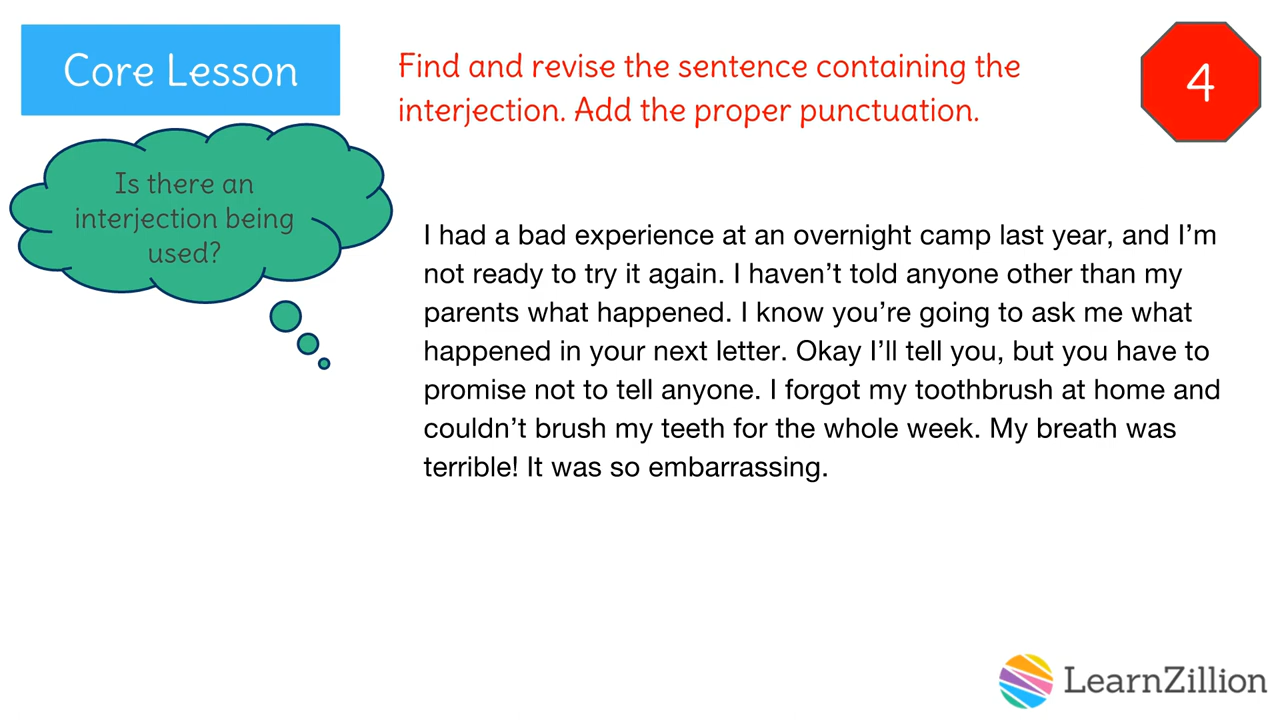 Core Lesson
Find and revise the sentence containing the
interjection. Add the proper punctuation.
4
Is there an
interjection being
used?
I had a bad experience at an overnight camp last year, and I’m
not ready to try it again. I haven’t told anyone other than my
parents what happened. I know you’re going to ask me what
happened in your next letter. Okay I’ll tell you, but you have to
promise not to tell anyone. I forgot my toothbrush at home and
couldn’t brush my teeth for the whole week. My breath was
terrible! It was so embarrassing.
LearnZillion